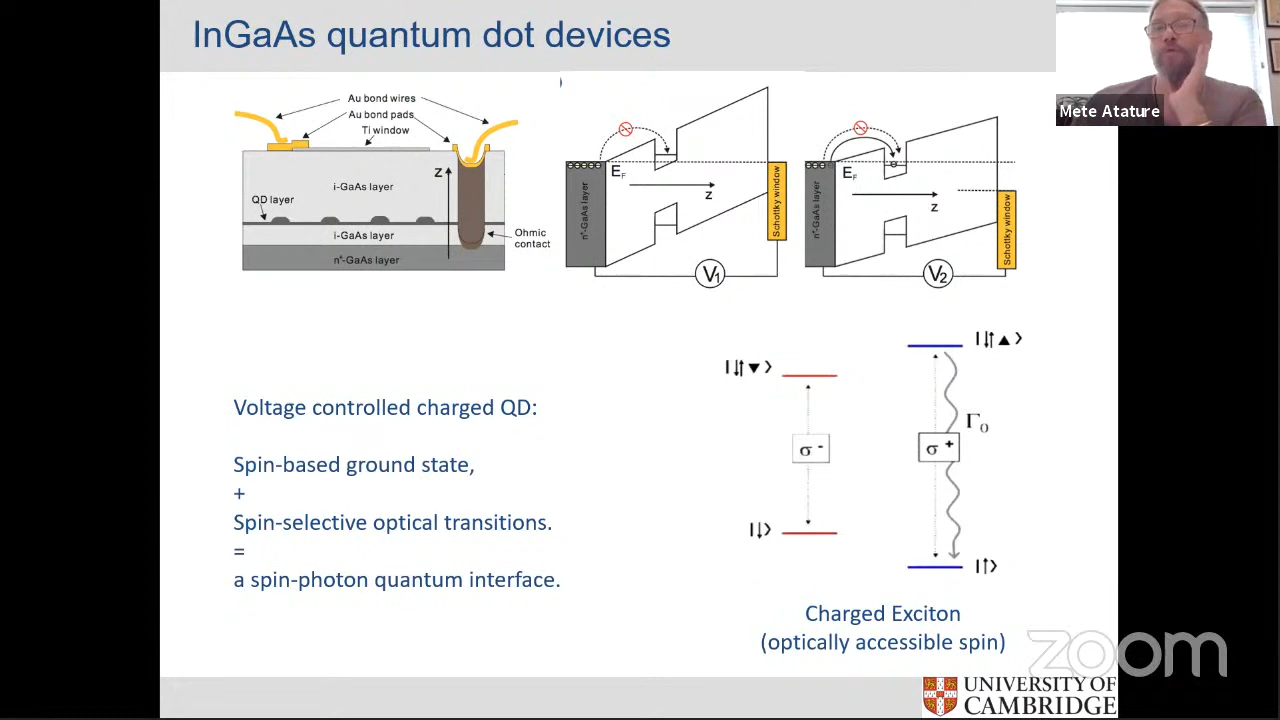 InGaAs quantum dot devices
Mete Atature
Au bond wires
Au bond pads
Ti window
z
i-GaAs layer
QD layer
i-GaAs layer
Ohmic
contact
n⁺-GaAs layer
E_F
z
n⁺-GaAs layer
Schottky window
V₁
E_F
z
n⁺-GaAs layer
Schottky window
V₂
Voltage controlled charged QD:
Spin-based ground state,
+
Spin-selective optical transitions.
=
a spin-photon quantum interface.
|↓↑▼⟩
σ⁻
|↓⟩
|↓↑▲⟩
Γ₀
σ⁺
|↑⟩
Charged Exciton
(optically accessible spin)
zoom
UNIVERSITY OF
CAMBRIDGE